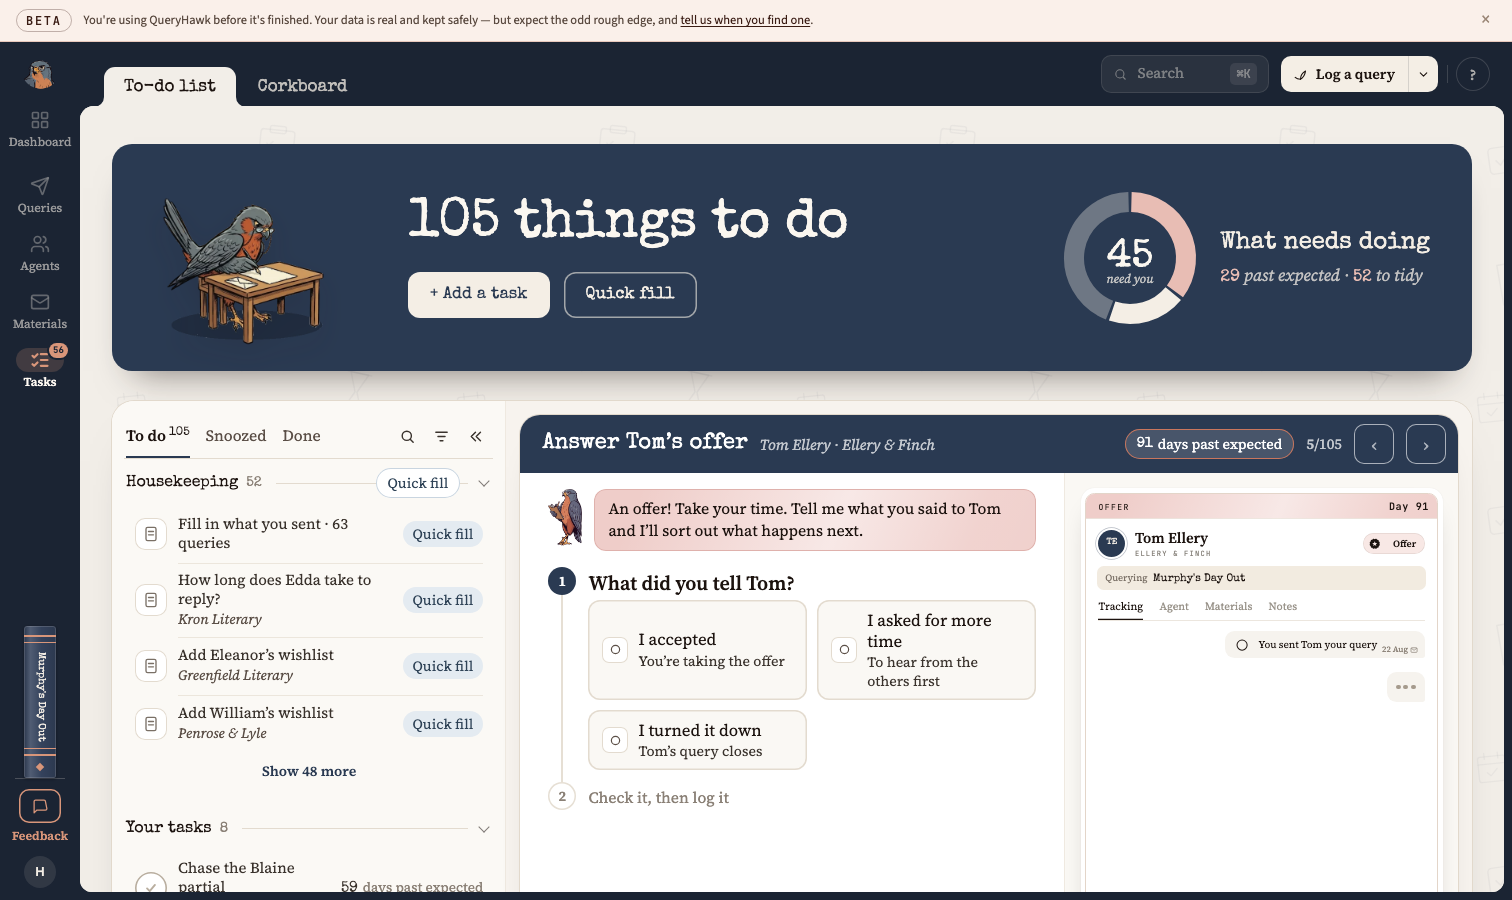 BETA
You're using QueryHawk before it's finished. Your data is real and kept safely — but expect the odd rough edge, and tell us when you find one.
×
To-do list
Corkboard
Search
⌘K
Log a query
?
Dashboard
Queries
Agents
Materials
56
Tasks
Murphy's Day Out
Feedback
H
105 things to do
+ Add a task
Quick fill
45
need you
What needs doing
29 past expected · 52 to tidy
To do 105
Snoozed
Done
Housekeeping 52
Quick fill
Fill in what you sent · 63
queries
Quick fill
How long does Edda take to
reply?
Kron Literary
Quick fill
Add Eleanor’s wishlist
Greenfield Literary
Quick fill
Add William’s wishlist
Penrose & Lyle
Quick fill
Show 48 more
Your tasks 8
Chase the Blaine
partial
59 days past expected
Answer Tom’s offer
Tom Ellery · Ellery & Finch
91 days past expected
5/105
‹
›
An offer! Take your time. Tell me what you said to Tom
and I’ll sort out what happens next.
1
What did you tell Tom?
I accepted
You’re taking the offer
I asked for more
time
To hear from the
others first
I turned it down
Tom’s query closes
2
Check it, then log it
OFFER
Day 91
TE
Tom Ellery
ELLERY & FINCH
Offer
Querying Murphy's Day Out
Tracking
Agent
Materials
Notes
You sent Tom your query 22 Aug